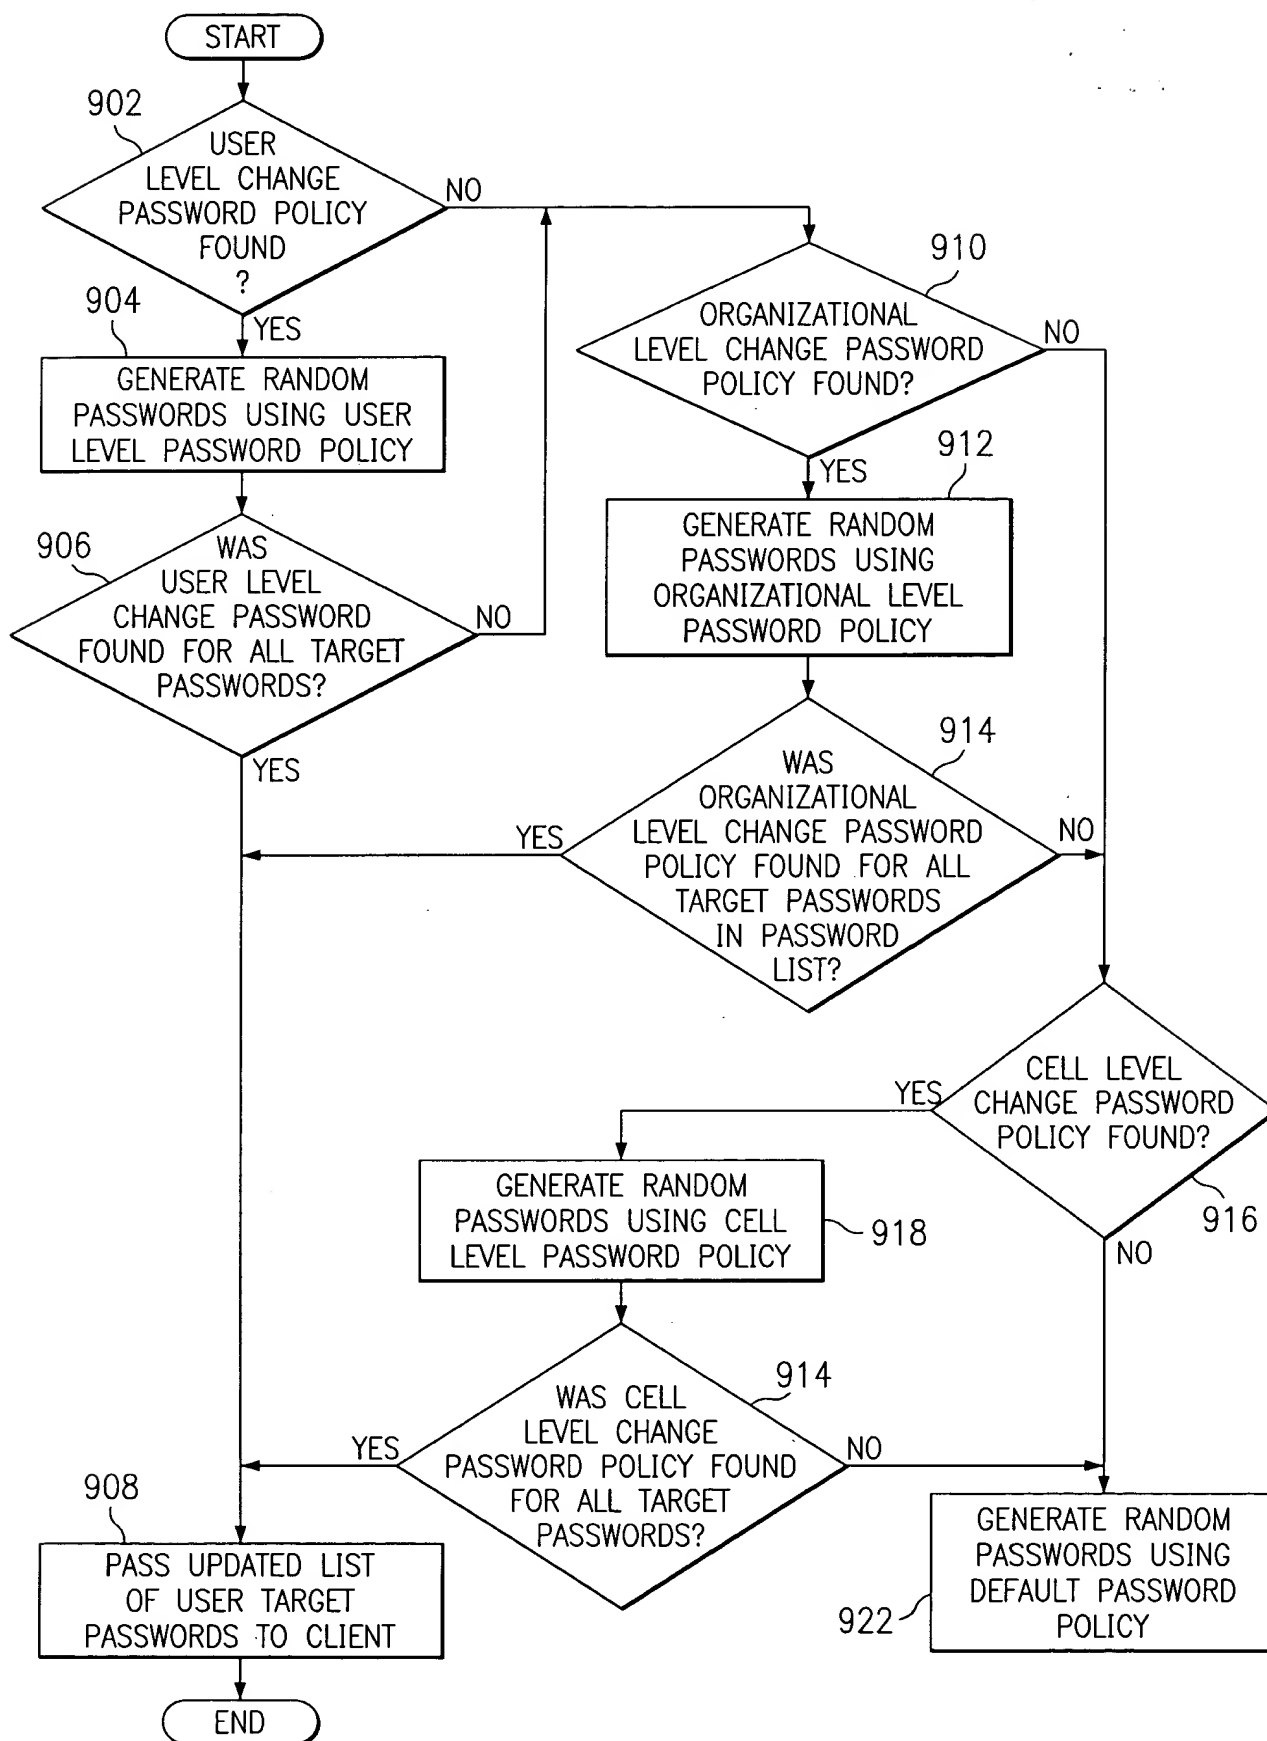 START
902
USER
LEVEL CHANGE
PASSWORD POLICY
FOUND
?
NO
YES
904
GENERATE RANDOM
PASSWORDS USING USER
LEVEL PASSWORD POLICY
906
WAS
USER LEVEL
CHANGE PASSWORD
FOUND FOR ALL TARGET
PASSWORDS?
NO
YES
910
ORGANIZATIONAL
LEVEL CHANGE PASSWORD
POLICY FOUND?
NO
YES
912
GENERATE RANDOM
PASSWORDS USING
ORGANIZATIONAL LEVEL
PASSWORD POLICY
914
WAS
ORGANIZATIONAL
LEVEL CHANGE PASSWORD
POLICY FOUND FOR ALL
TARGET PASSWORDS
IN PASSWORD
LIST?
YES
NO
CELL LEVEL
CHANGE PASSWORD
POLICY FOUND?
YES
916
NO
GENERATE RANDOM
PASSWORDS USING CELL
LEVEL PASSWORD POLICY
918
914
WAS CELL
LEVEL CHANGE
PASSWORD POLICY FOUND
FOR ALL TARGET
PASSWORDS?
YES
NO
908
PASS UPDATED LIST
OF USER TARGET
PASSWORDS TO CLIENT
GENERATE RANDOM
PASSWORDS USING
DEFAULT PASSWORD
POLICY
922
END